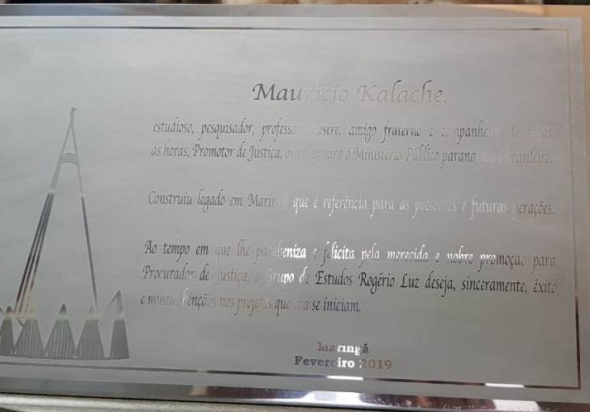 Maurício Kalache,
estudioso, pesquisador, professor, mestre, amigo fraterno e companheiro de todas
as horas, Promotor de Justiça, orgulho para o Ministério Público paranaense e brasileiro.
Construiu legado em Maringá que é referência para as presentes e futuras gerações.
Ao tempo em que lhe parabeniza e felicita pela merecida e nobre promoção para
Procurador de Justiça, o Grupo de Estudos Rogério Luz deseja, sinceramente, êxito
e muitas bênçãos nos projetos que ora se iniciam.
Maringá
Fevereiro 2019